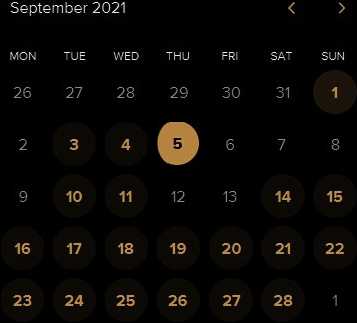 September 2021
MON TUE WED THU FRI SAT SUN
26 27 28 29 30 31 1
2 3 4 5 6 7 8
9 10 11 12 13 14 15
16 17 18 19 20 21 22
23 24 25 26 27 28 1